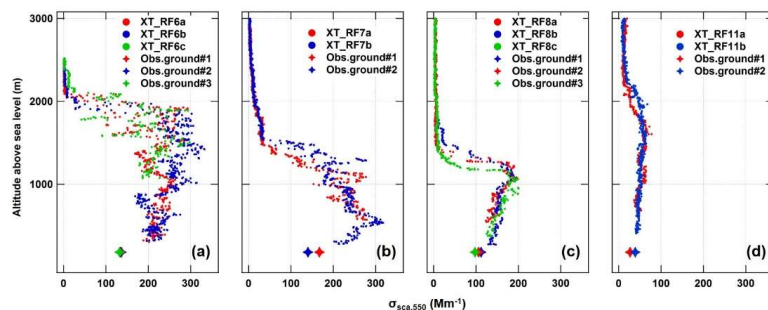 XT_RF6a
XT_RF6b
XT_RF6c
Obs.ground#1
Obs.ground#2
Obs.ground#3
(a)
XT_RF7a
XT_RF7b
Obs.ground#1
Obs.ground#2
(b)
XT_RF8a
XT_RF8b
XT_RF8c
Obs.ground#1
Obs.ground#2
Obs.ground#3
(c)
XT_RF11a
XT_RF11b
Obs.ground#1
Obs.ground#2
(d)
Altitude above sea level (m)
3000
2000
1000
0 100 200 300
0 100 200 300
0 100 200 300
0 100 200 300
σsca.550 (Mm-1)